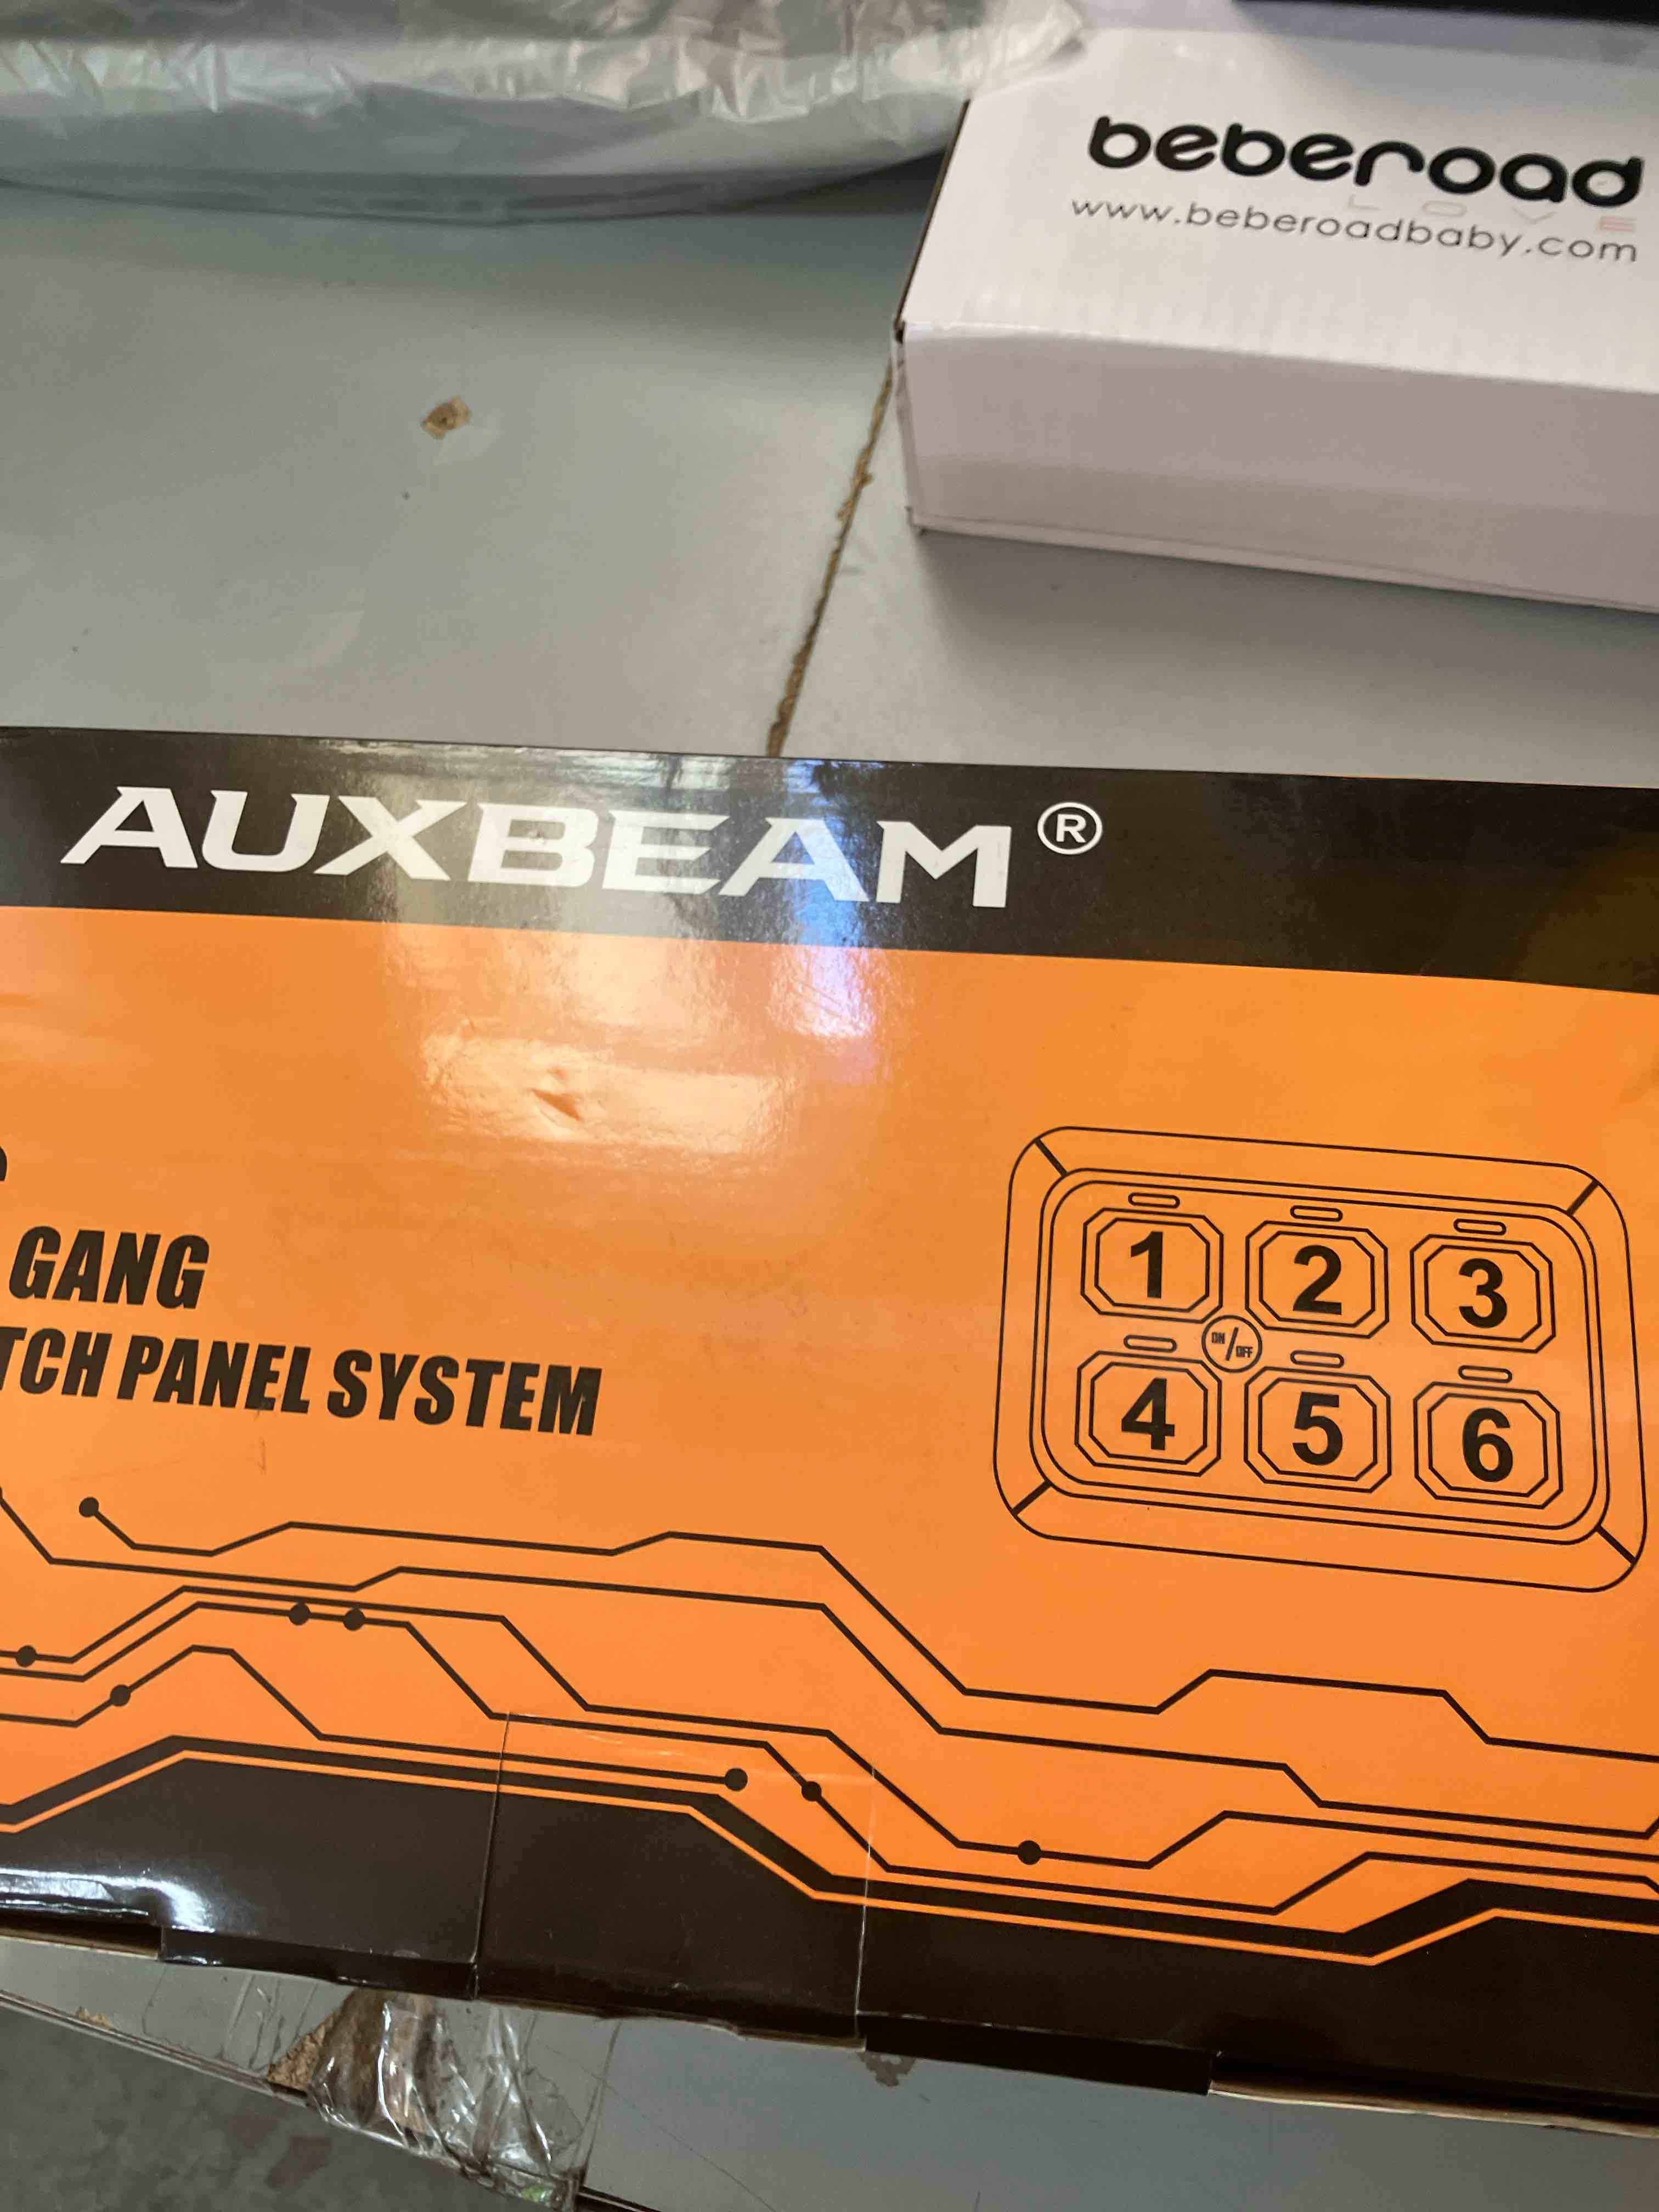 beberoad
LOVE
www.beberoadbaby.com
AUXBEAM®
GANG
TCH PANEL SYSTEM
1 2 3
ON/OFF
4 5 6